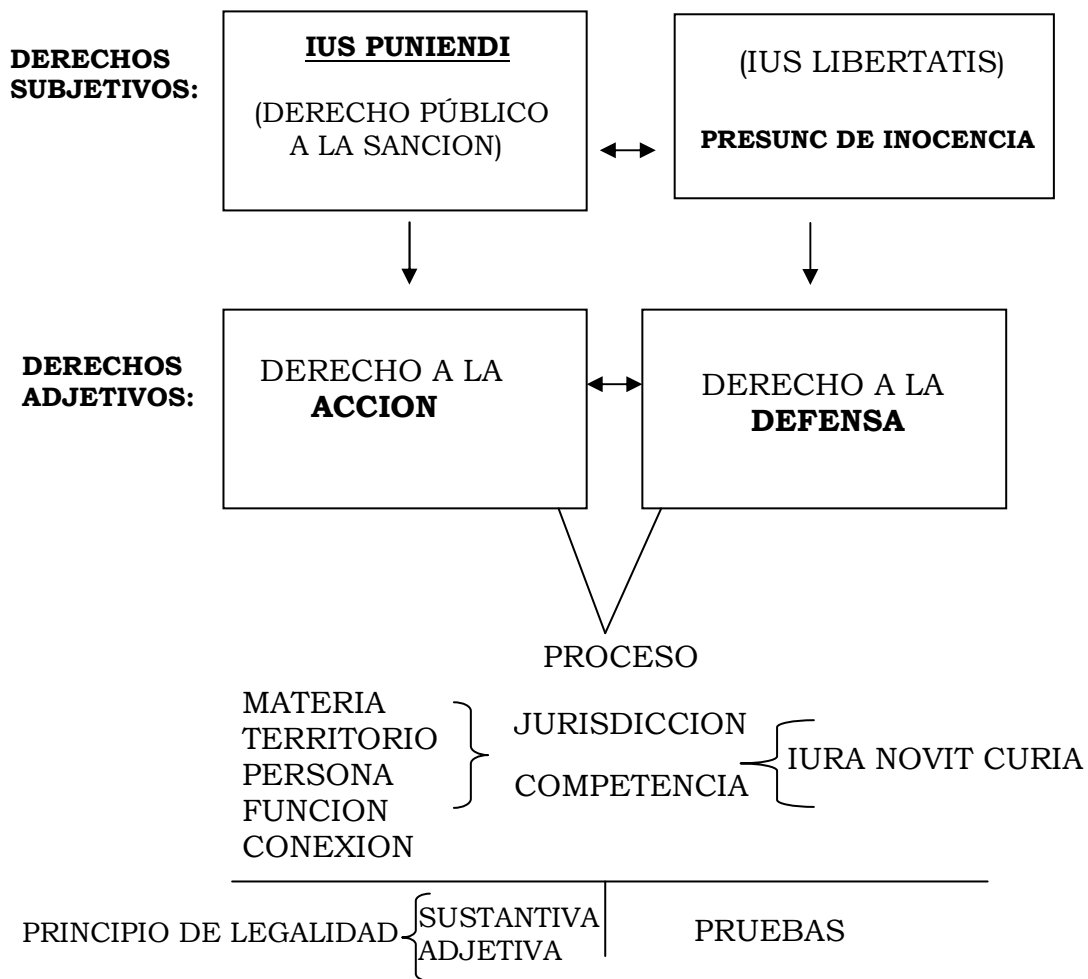 DERECHOS
SUBJETIVOS:
IUS PUNIENDI
(DERECHO PÚBLICO
A LA SANCION)
(IUS LIBERTATIS)
PRESUNC DE INOCENCIA
DERECHOS
ADJETIVOS:
DERECHO A LA
ACCION
DERECHO A LA
DEFENSA
PROCESO
MATERIA
TERRITORIO
PERSONA
FUNCION
CONEXION
JURISDICCION
COMPETENCIA
IURA NOVIT CURIA
PRINCIPIO DE LEGALIDAD
SUSTANTIVA
ADJETIVA
PRUEBAS